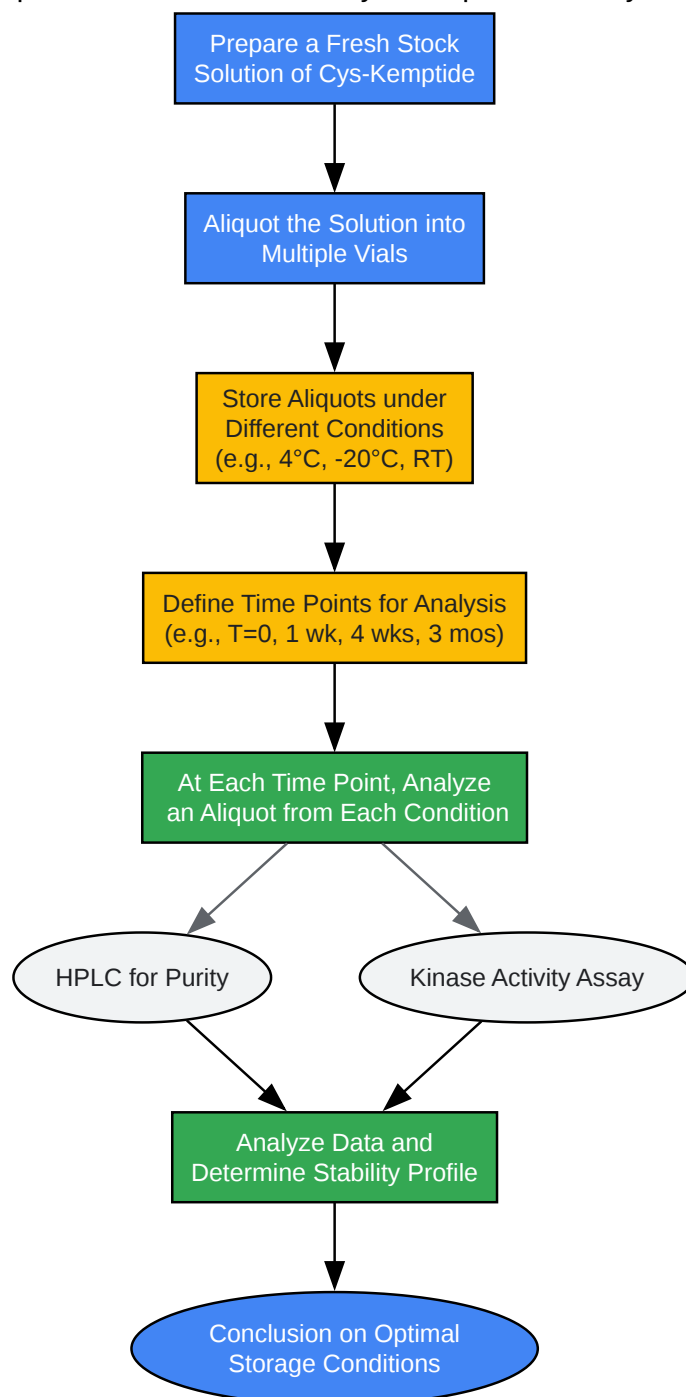 Prepare a Fresh Stock
Solution of Cys-Kemptide
Aliquot the Solution into
Multiple Vials
Store Aliquots under
Different Conditions
(e.g., 4°C, -20°C, RT)
Define Time Points for Analysis
(e.g., T=0, 1 wk, 4 wks, 3 mos)
At Each Time Point, Analyze
an Aliquot from Each Condition
HPLC for Purity
Kinase Activity Assay
Analyze Data and
Determine Stability Profile
Conclusion on Optimal
Storage Conditions